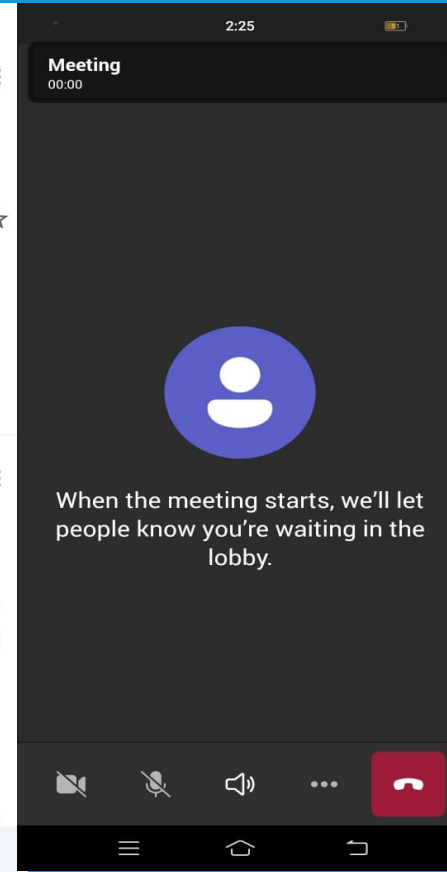 2:25
51
Meeting
00:00
When the meeting starts, we'll let
people know you're waiting in the
lobby.